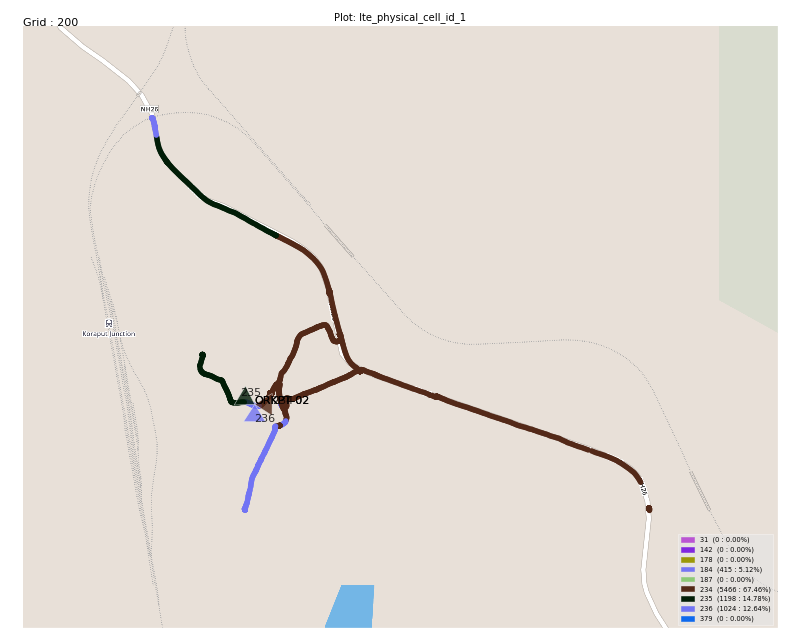 Plot: lte_physical_cell_id_1
Grid : 200
NH26
Koraput Junction
235
ORKPT-02
236
31 (0 : 0.00%)
142 (0 : 0.00%)
178 (0 : 0.00%)
184 (415 : 5.12%)
187 (0 : 0.00%)
234 (5466 : 67.46%)
235 (1198 : 14.78%)
236 (1024 : 12.64%)
379 (0 : 0.00%)